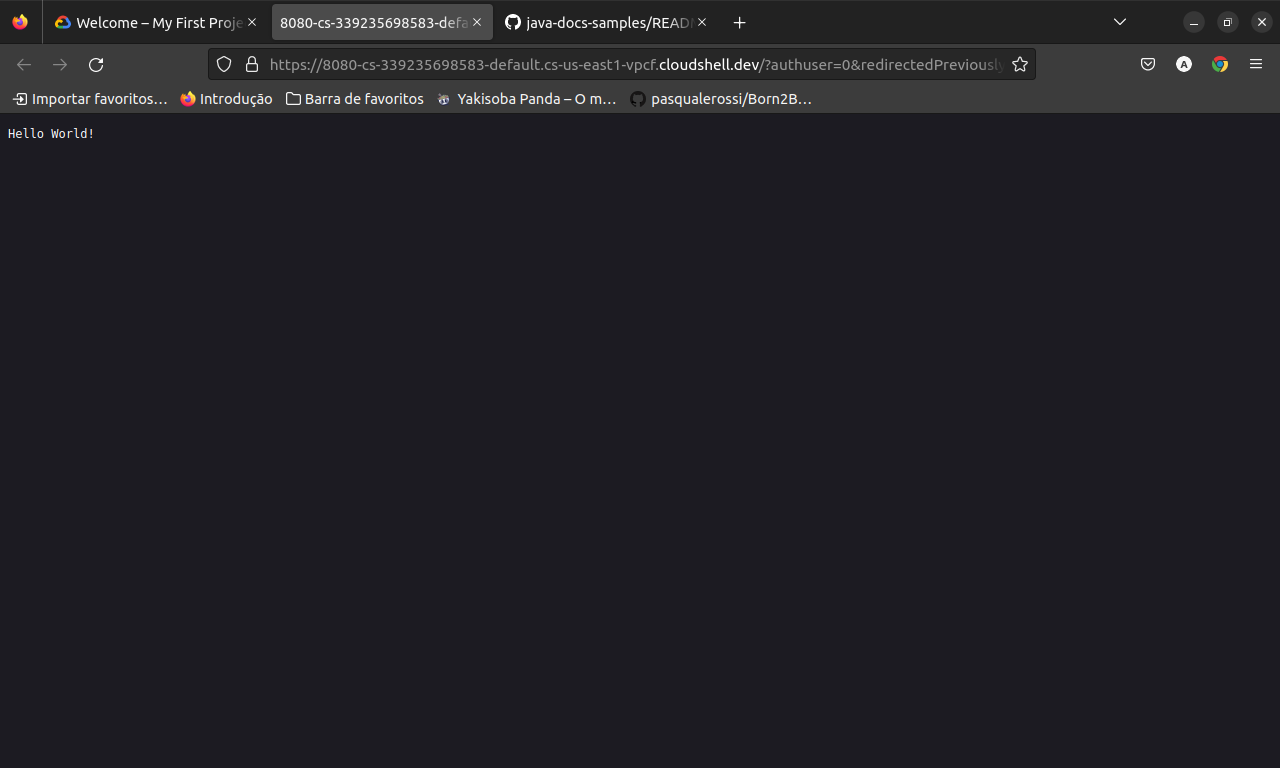 Welcome – My First Proje
8080-cs-339235698583-defa
java-docs-samples/READM
https://8080-cs-339235698583-default.cs-us-east1-vpcf.cloudshell.dev/?authuser=0&redirectedPreviously
A
Importar favoritos…
Introdução
Barra de favoritos
Yakisoba Panda – O m…
pasqualerossi/Born2B…
Hello World!